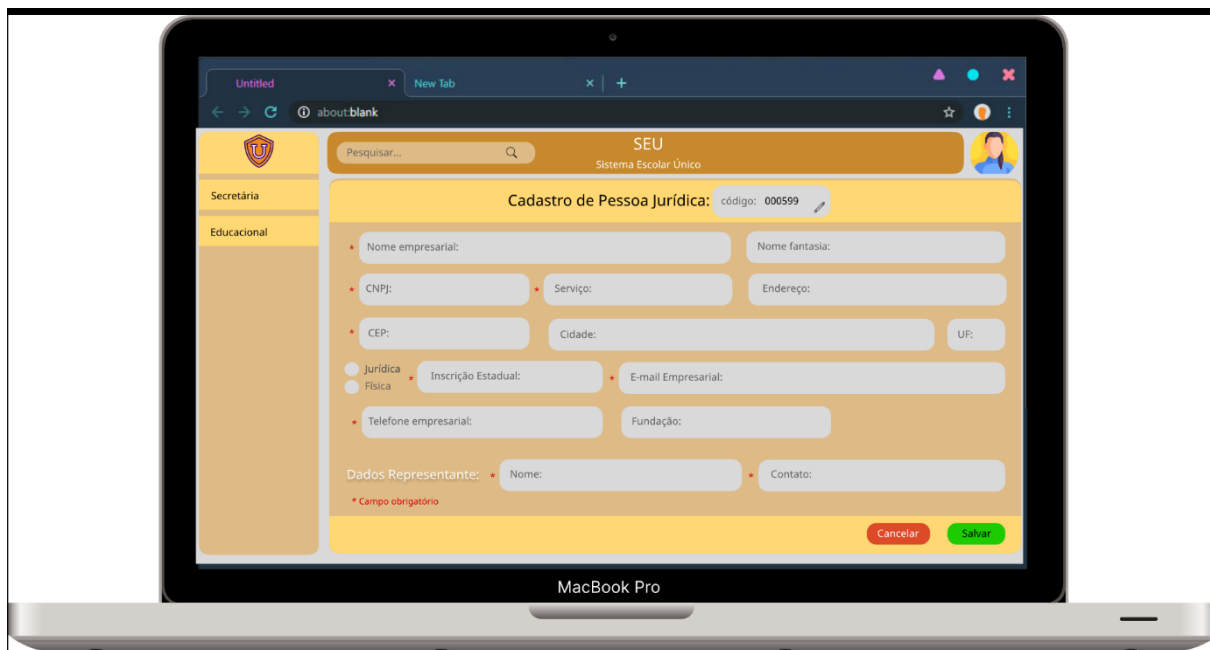 Untitled
New Tab
about:blank
U
Pesquisar...
SEU
Sistema Escolar Único
Secretária
Educacional
Cadastro de Pessoa Jurídica: código: 000599
* Nome empresarial: Nome fantasia:
* CNPJ: * Serviço: Endereço:
* CEP: Cidade: UF:
Jurídica
Física
* Inscrição Estadual: * E-mail Empresarial:
* Telefone empresarial: Fundação:
Dados Representante: * Nome: * Contato:
* Campo obrigatório
Cancelar Salvar
MacBook Pro